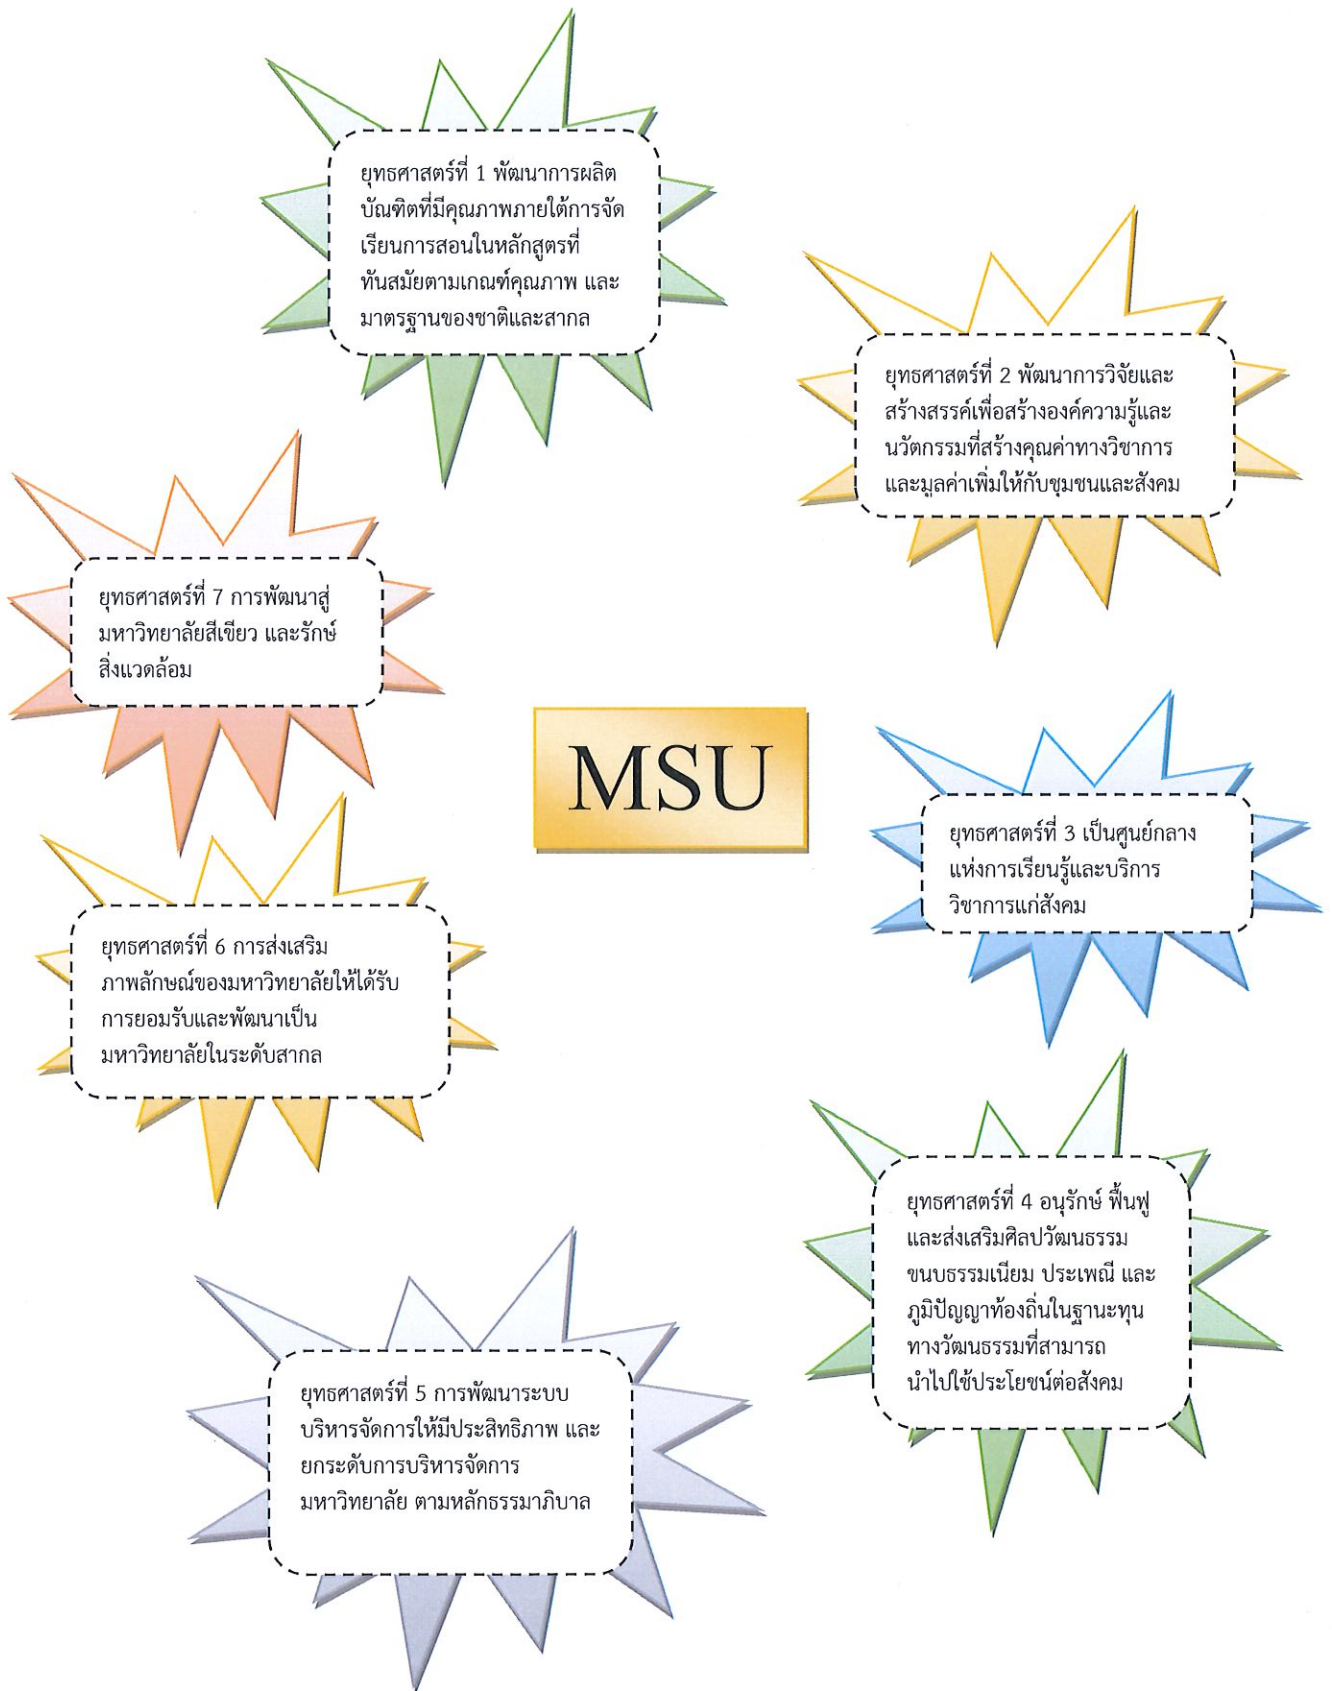 ยุทธศาสตร์ที่ 1 พัฒนาการผลิต
บัณฑิตที่มีคุณภาพภายใต้การจัด
เรียนการสอนในหลักสูตรที่
ทันสมัยตามเกณฑ์คุณภาพ และ
มาตรฐานของชาติและสากล
ยุทธศาสตร์ที่ 2 พัฒนาการวิจัยและ
สร้างสรรค์เพื่อสร้างองค์ความรู้และ
นวัตกรรมที่สร้างคุณค่าทางวิชาการ
และมูลค่าเพิ่มให้กับชุมชนและสังคม
ยุทธศาสตร์ที่ 7 การพัฒนาสู่
มหาวิทยาลัยสีเขียว และรักษ์
สิ่งแวดล้อม
MSU
ยุทธศาสตร์ที่ 3 เป็นศูนย์กลาง
แห่งการเรียนรู้และบริการ
วิชาการแก่สังคม
ยุทธศาสตร์ที่ 6 การส่งเสริม
ภาพลักษณ์ของมหาวิทยาลัยให้ได้รับ
การยอมรับและพัฒนาเป็น
มหาวิทยาลัยในระดับสากล
ยุทธศาสตร์ที่ 4 อนุรักษ์ ฟื้นฟู
และส่งเสริมศิลปวัฒนธรรม
ขนบธรรมเนียม ประเพณี และ
ภูมิปัญญาท้องถิ่นในฐานะทุน
ทางวัฒนธรรมที่สามารถ
นำไปใช้ประโยชน์ต่อสังคม
ยุทธศาสตร์ที่ 5 การพัฒนาระบบ
บริหารจัดการให้มีประสิทธิภาพ และ
ยกระดับการบริหารจัดการ
มหาวิทยาลัย ตามหลักธรรมาภิบาล